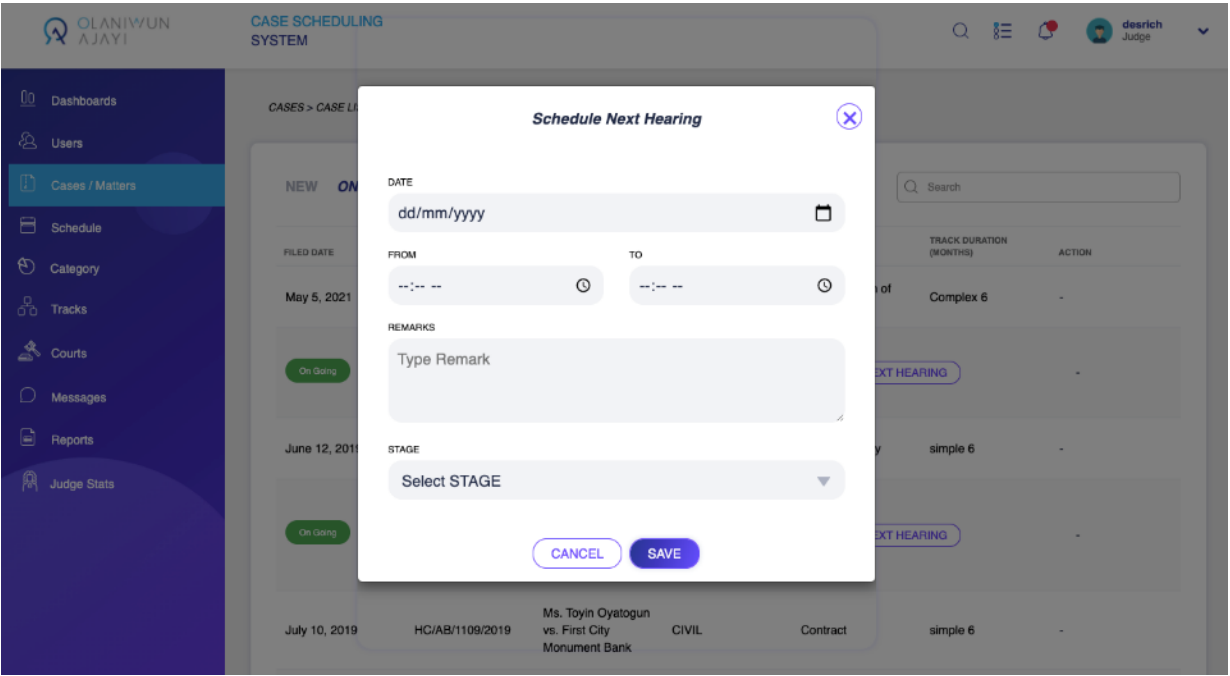 OLANIWUN
AJAYI
CASE SCHEDULING
SYSTEM
desrich
Judge
Dashboards
Users
Cases / Matters
Schedule
Category
Tracks
Courts
Messages
Reports
Judge Stats
CASES > CASE
Schedule Next Hearing
NEW
Search
DATE
dd/mm/yyyy
FROM
TO
--:-- --
--:-- --
REMARKS
Type Remark
STAGE
Select STAGE
CANCEL
SAVE
FILED DATE
TRACK DURATION
(MONTHS)
ACTION
May 5, 2021
of
Complex 6
-
On Going
HEARING
-
June 12, 201
simple 6
-
On Going
HEARING
-
July 10, 2019
HC/AB/1109/2019
Ms. Toyin Oyatogun
vs. First City
Monument Bank
CIVIL
Contract
simple 6
-